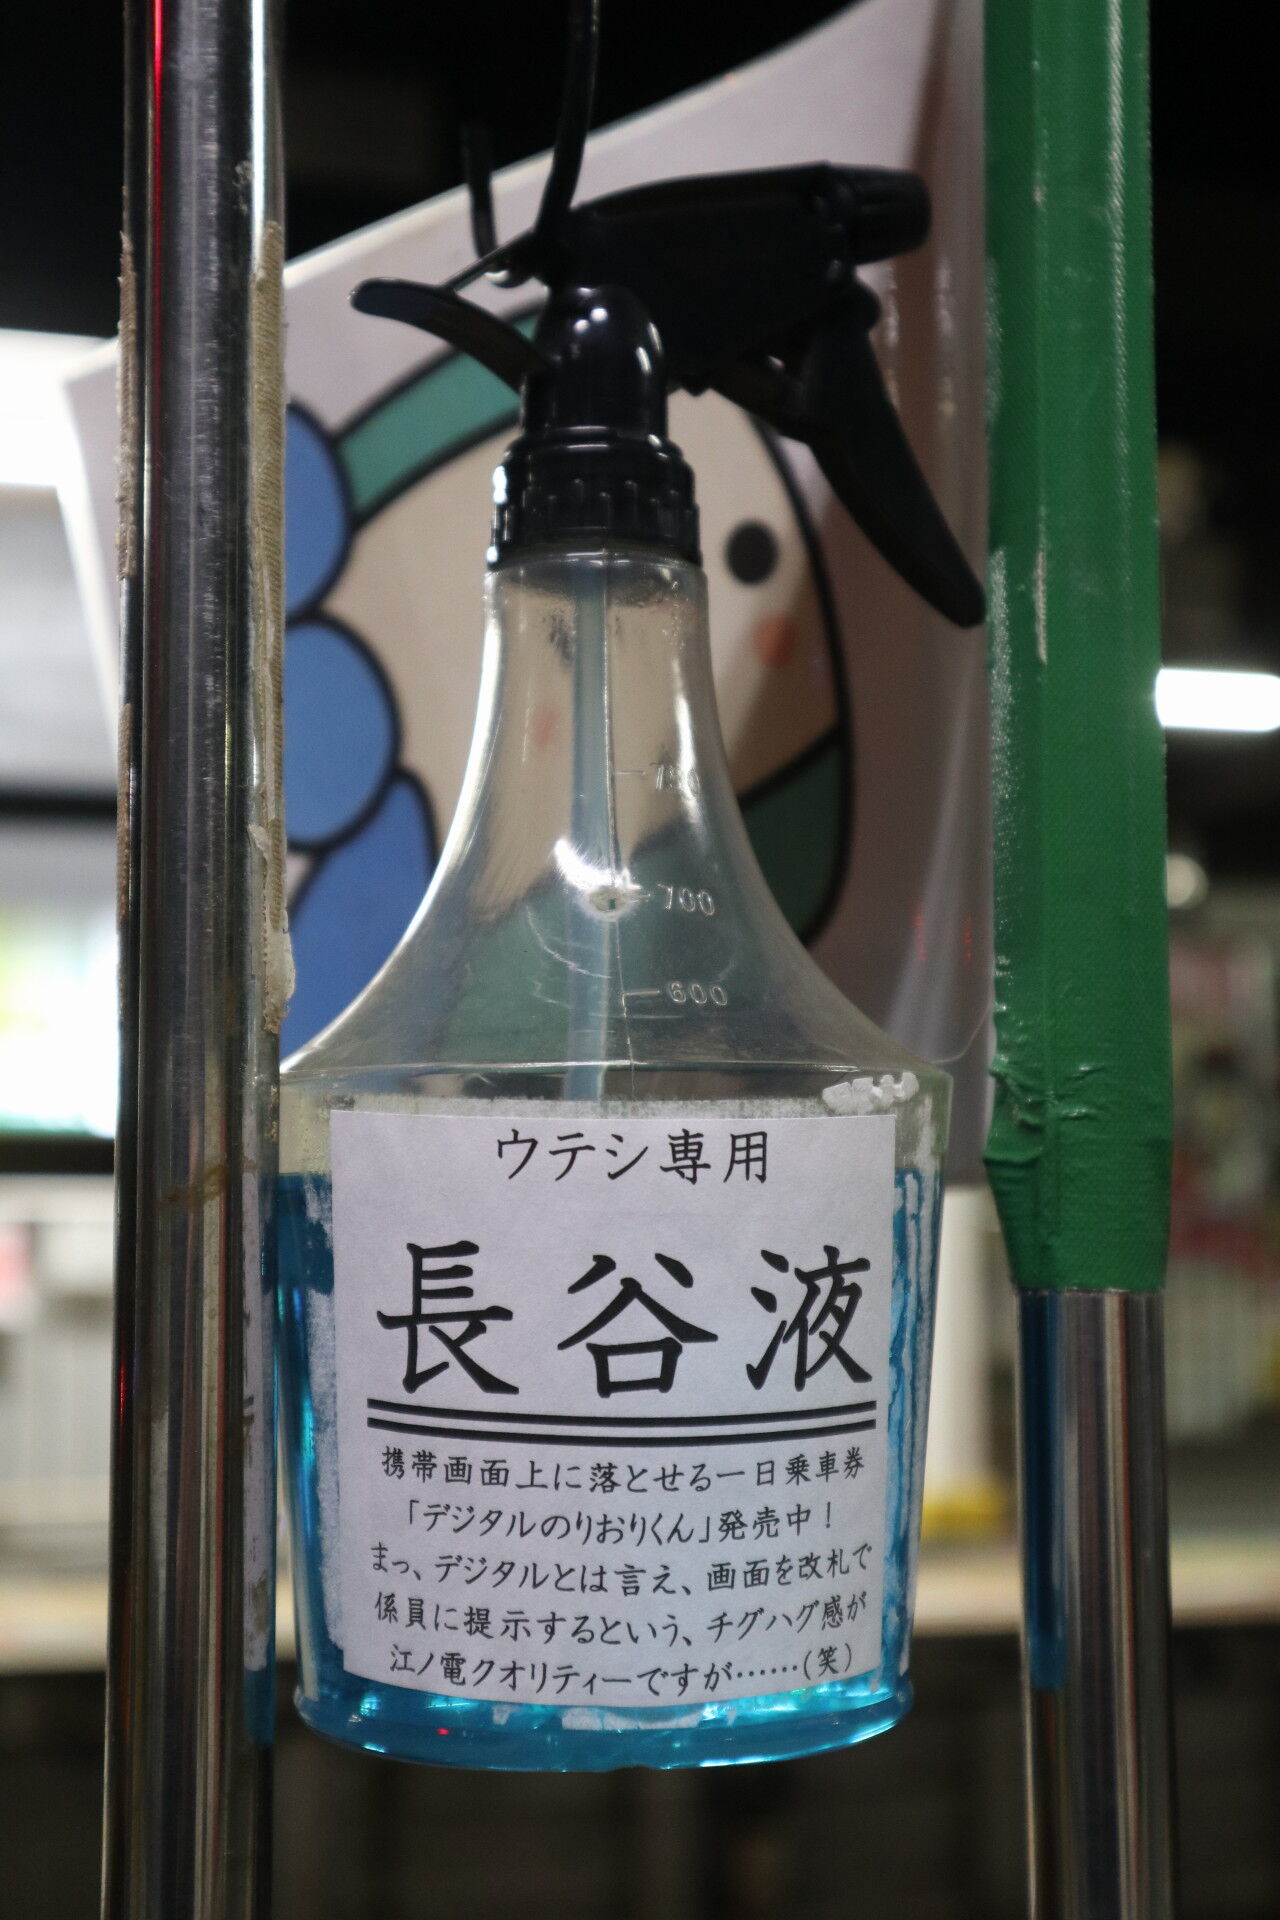 750
700
600
ウテシ専用
長谷液
携帯画面上に落とせる一日乗車券
「デジタルのりおりくん」発売中！
まっ、デジタルとは言え、画面を改札で
係員に提示するという、チグハグ感が
江ノ電クオリティーですが……(笑)